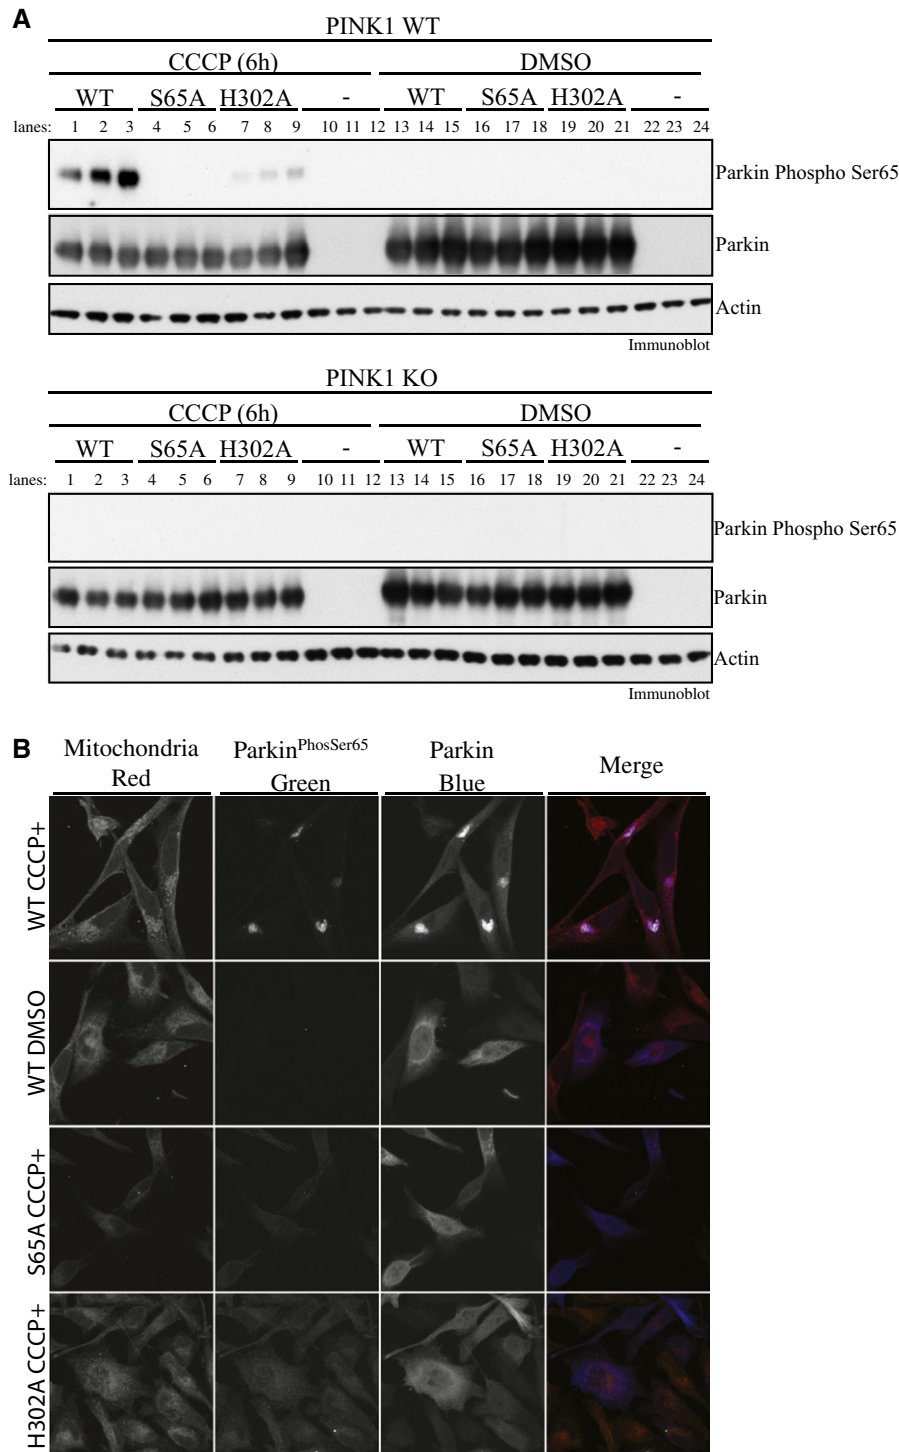 A
PINK1 WT
CCCP (6h) DMSO
WT S65A H302A - WT S65A H302A -
lanes: 1 2 3 4 5 6 7 8 9 10 11 12 13 14 15 16 17 18 19 20 21 22 23 24
Parkin Phospho Ser65
Parkin
Actin
Immunoblot
PINK1 KO
CCCP (6h) DMSO
WT S65A H302A - WT S65A H302A -
lanes: 1 2 3 4 5 6 7 8 9 10 11 12 13 14 15 16 17 18 19 20 21 22 23 24
Parkin Phospho Ser65
Parkin
Actin
Immunoblot
B
Mitochondria Red
Parkin^PhosSer65 Green
Parkin Blue
Merge
WT CCCP+
WT DMSO
S65A CCCP+
H302A CCCP+